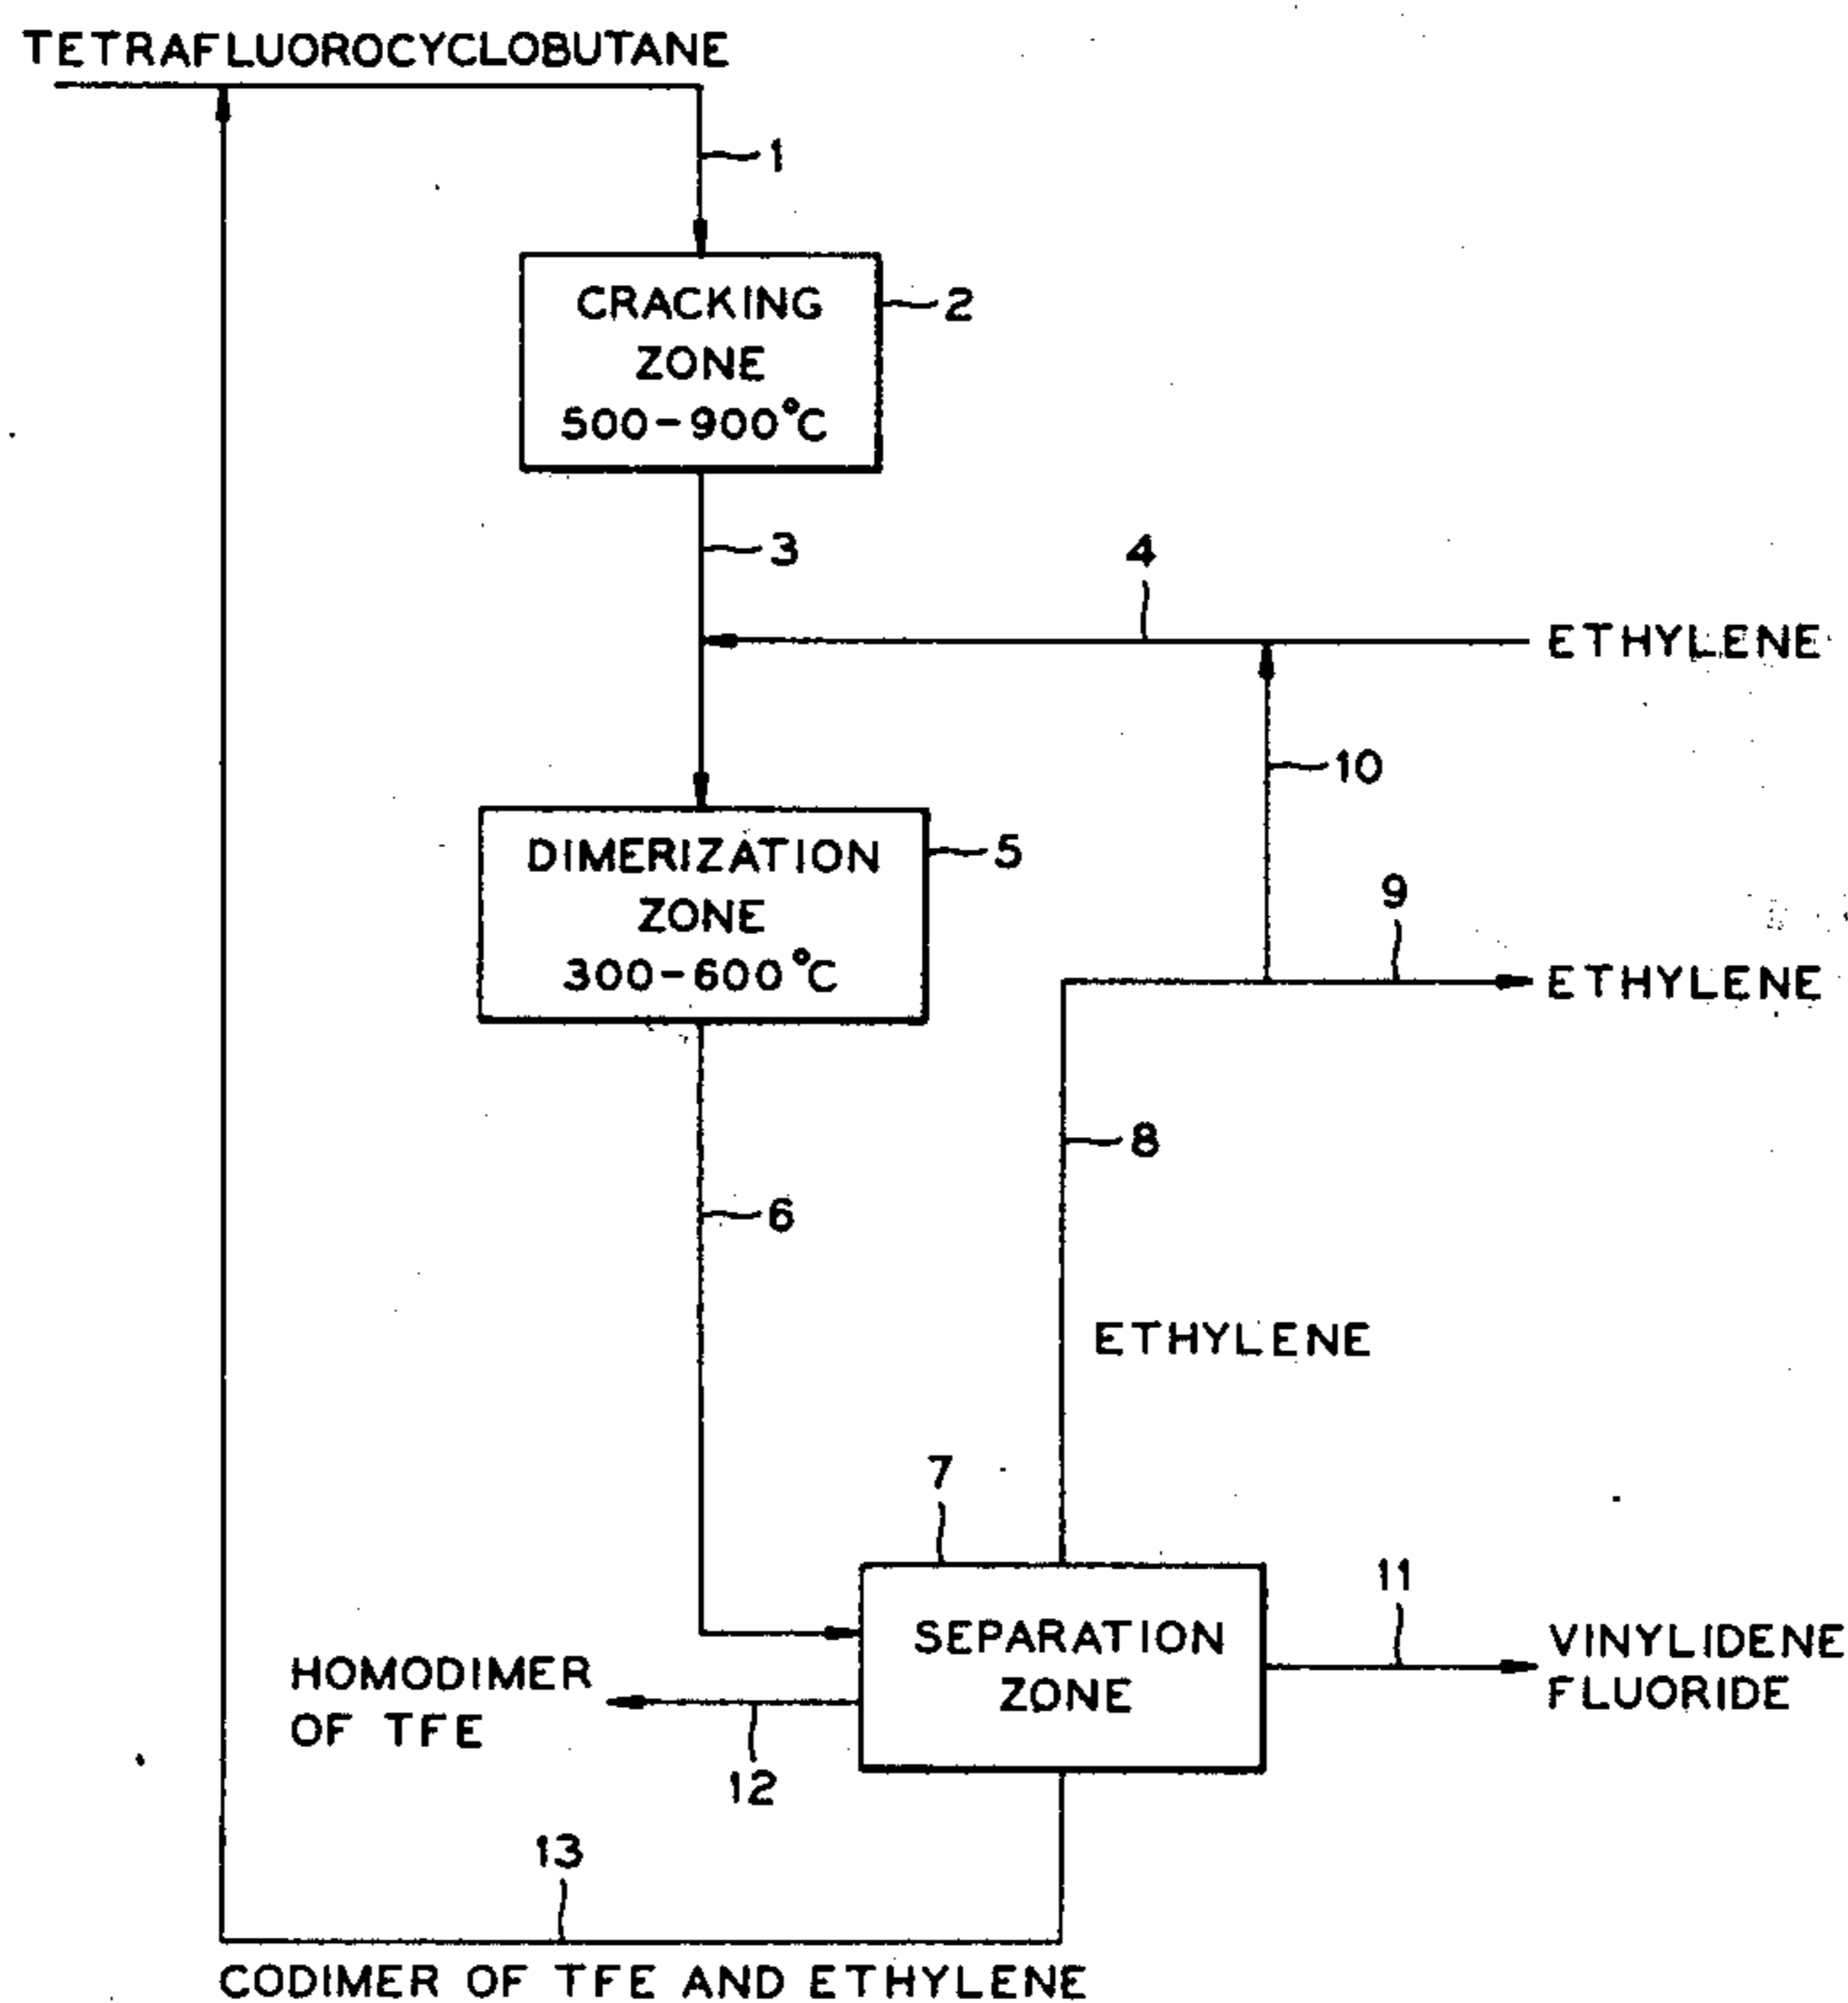 TETRAFLUOROCYCLOBUTANE
1
CRACKING
ZONE
500-900°C
2
3
4
ETHYLENE
10
DIMERIZATION
ZONE
300-600°C
5
9
ETHYLENE
8
6
ETHYLENE
7
11
SEPARATION
ZONE
VINYLIDENE
FLUORIDE
HOMODIMER
OF TFE
12
13
CODIMER OF TFE AND ETHYLENE